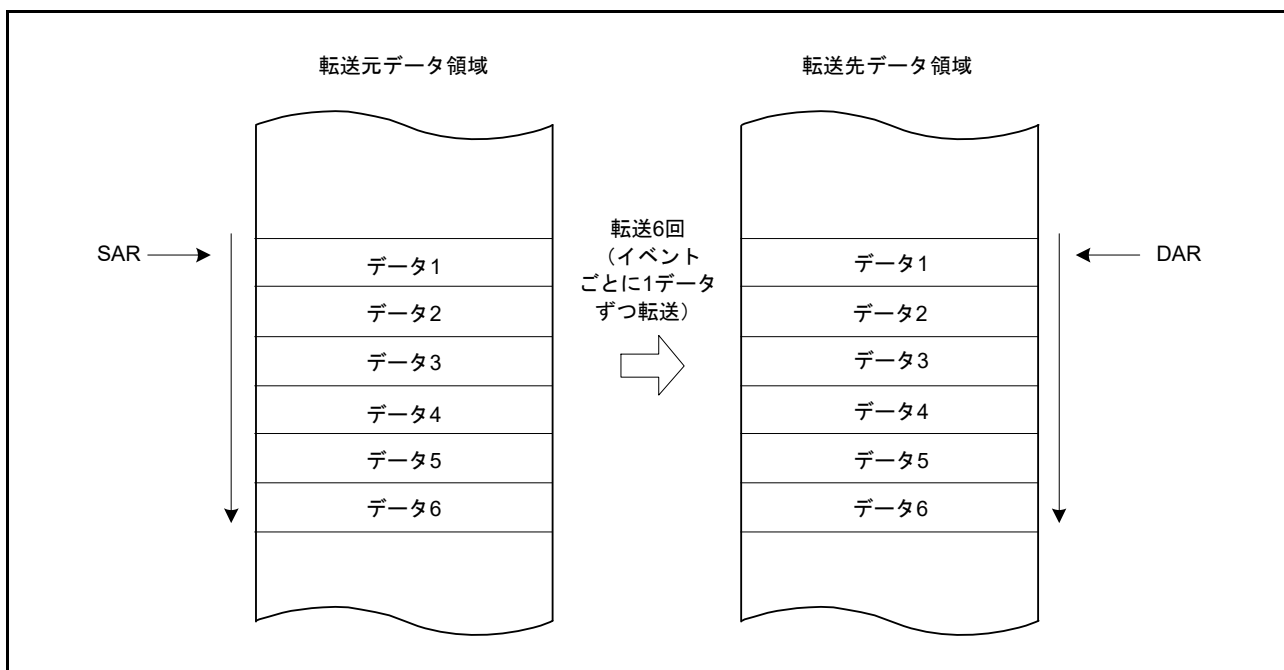 転送元データ領域
転送先データ領域
SAR
データ1
データ2
データ3
データ4
データ5
データ6
転送6回
（イベント
ごとに1データ
ずつ転送）
データ1
データ2
データ3
データ4
データ5
データ6
DAR